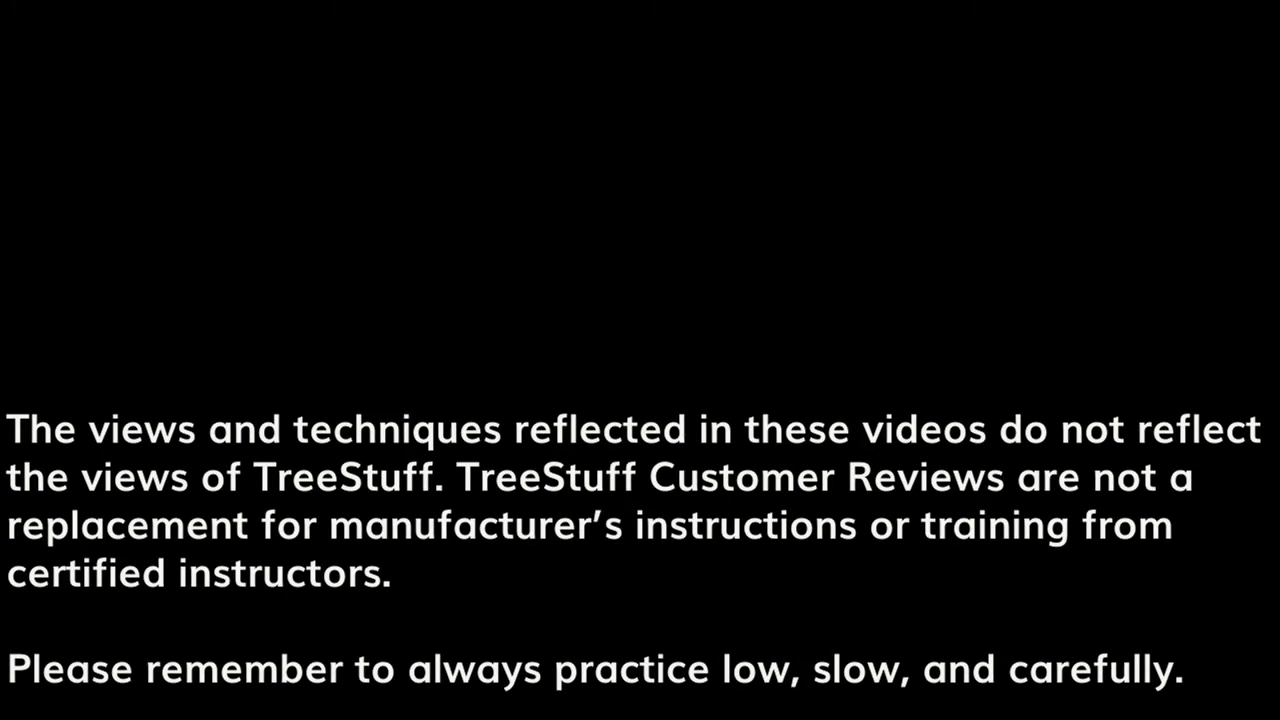 The views and techniques reflected in these videos do not reflect
the views of TreeStuff. TreeStuff Customer Reviews are not a
replacement for manufacturer’s instructions or training from
certified instructors.
Please remember to always practice low, slow, and carefully.